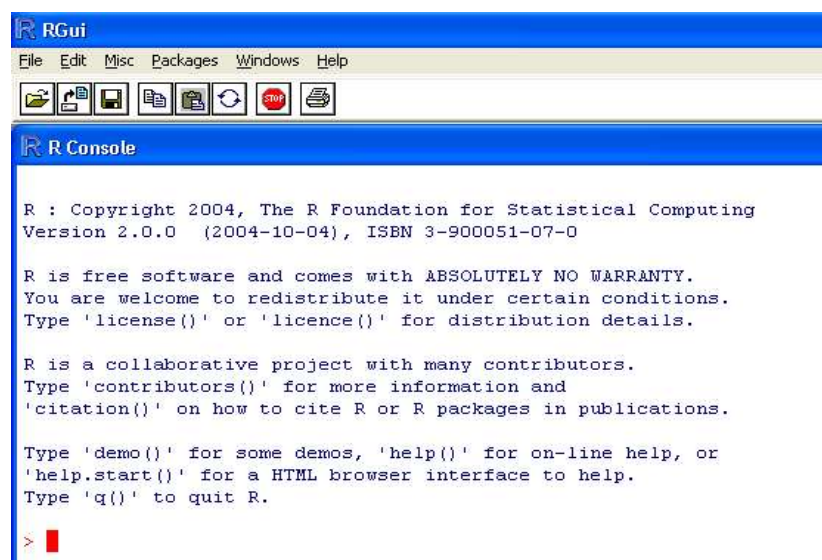 RGui
File Edit Misc Packages Windows Help
STOP
R Console
R : Copyright 2004, The R Foundation for Statistical Computing
Version 2.0.0  (2004-10-04), ISBN 3-900051-07-0
R is free software and comes with ABSOLUTELY NO WARRANTY.
You are welcome to redistribute it under certain conditions.
Type 'license()' or 'licence()' for distribution details.
R is a collaborative project with many contributors.
Type 'contributors()' for more information and
'citation()' on how to cite R or R packages in publications.
Type 'demo()' for some demos, 'help()' for on-line help, or
'help.start()' for a HTML browser interface to help.
Type 'q()' to quit R.
>